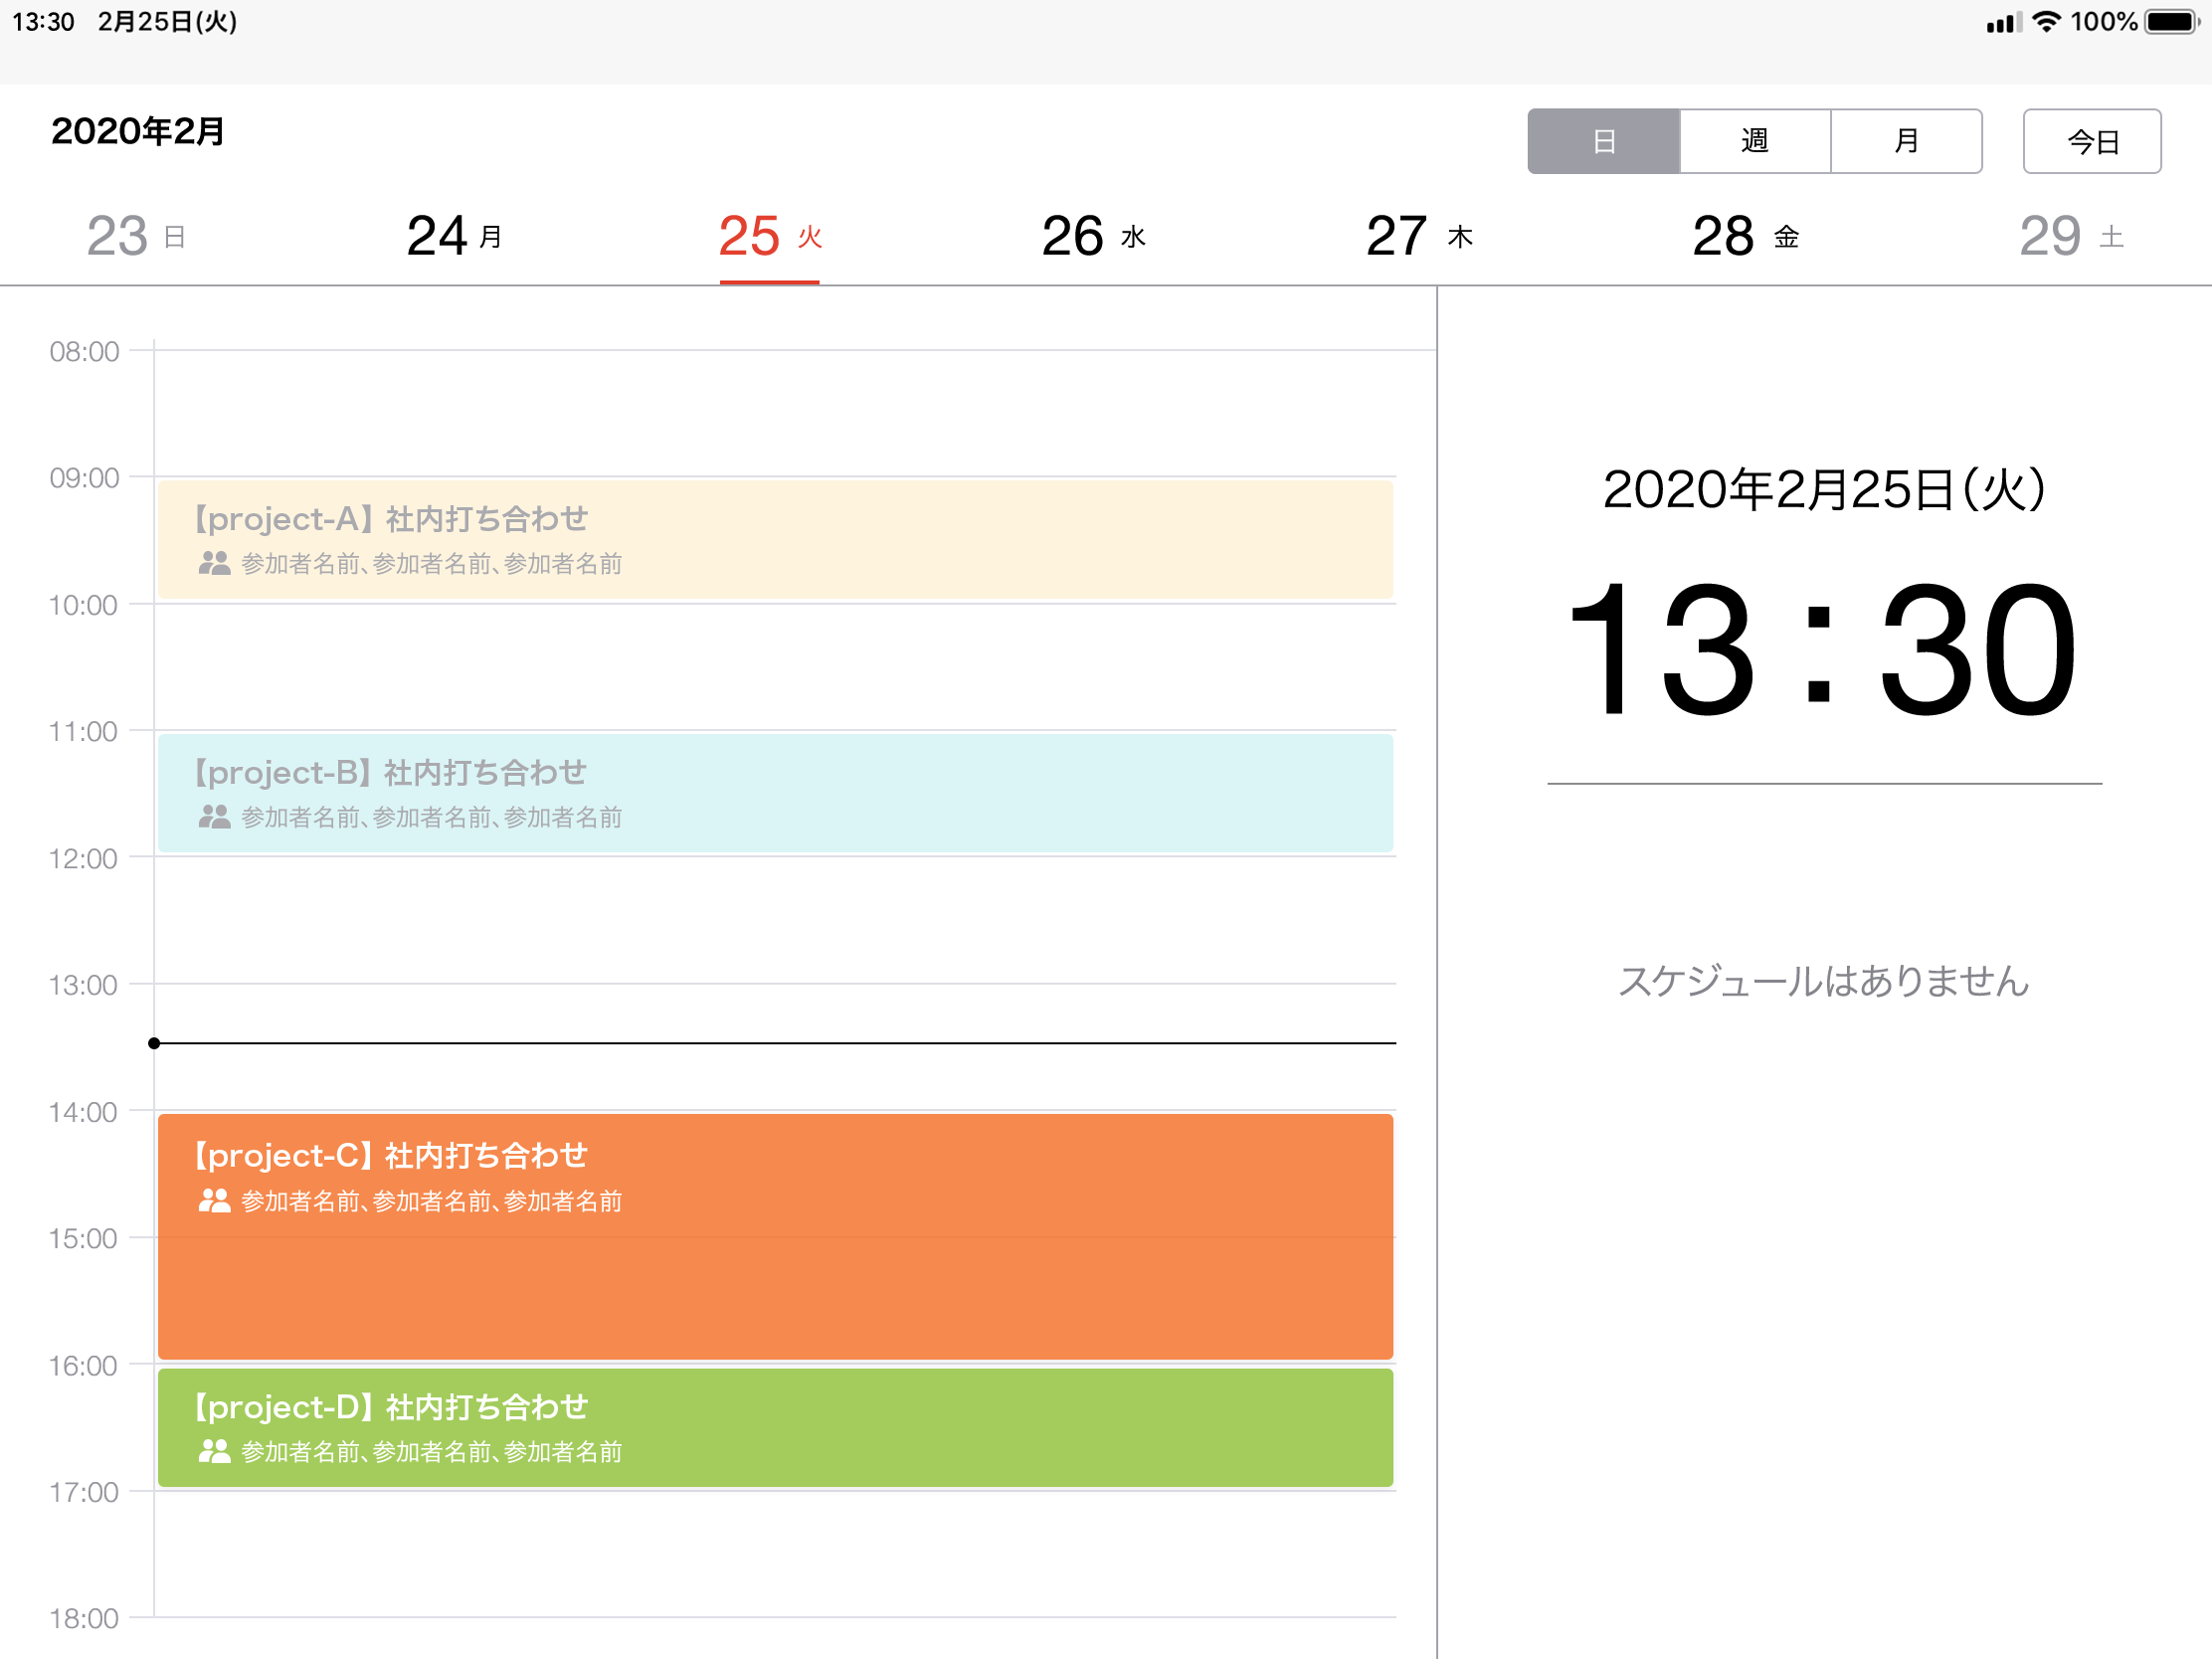 13:30 2月25日(火) 100%
2020年2月
日 週 月 今日
23 日 24 月 25 火 26 水 27 木 28 金 29 土
08:00
09:00
【project-A】 社内打ち合わせ
参加者名前、参加者名前、参加者名前
10:00
11:00
【project-B】 社内打ち合わせ
参加者名前、参加者名前、参加者名前
12:00
13:00
14:00
【project-C】 社内打ち合わせ
参加者名前、参加者名前、参加者名前
15:00
16:00
【project-D】 社内打ち合わせ
参加者名前、参加者名前、参加者名前
17:00
18:00
2020年2月25日(火)
13:30
スケジュールはありません